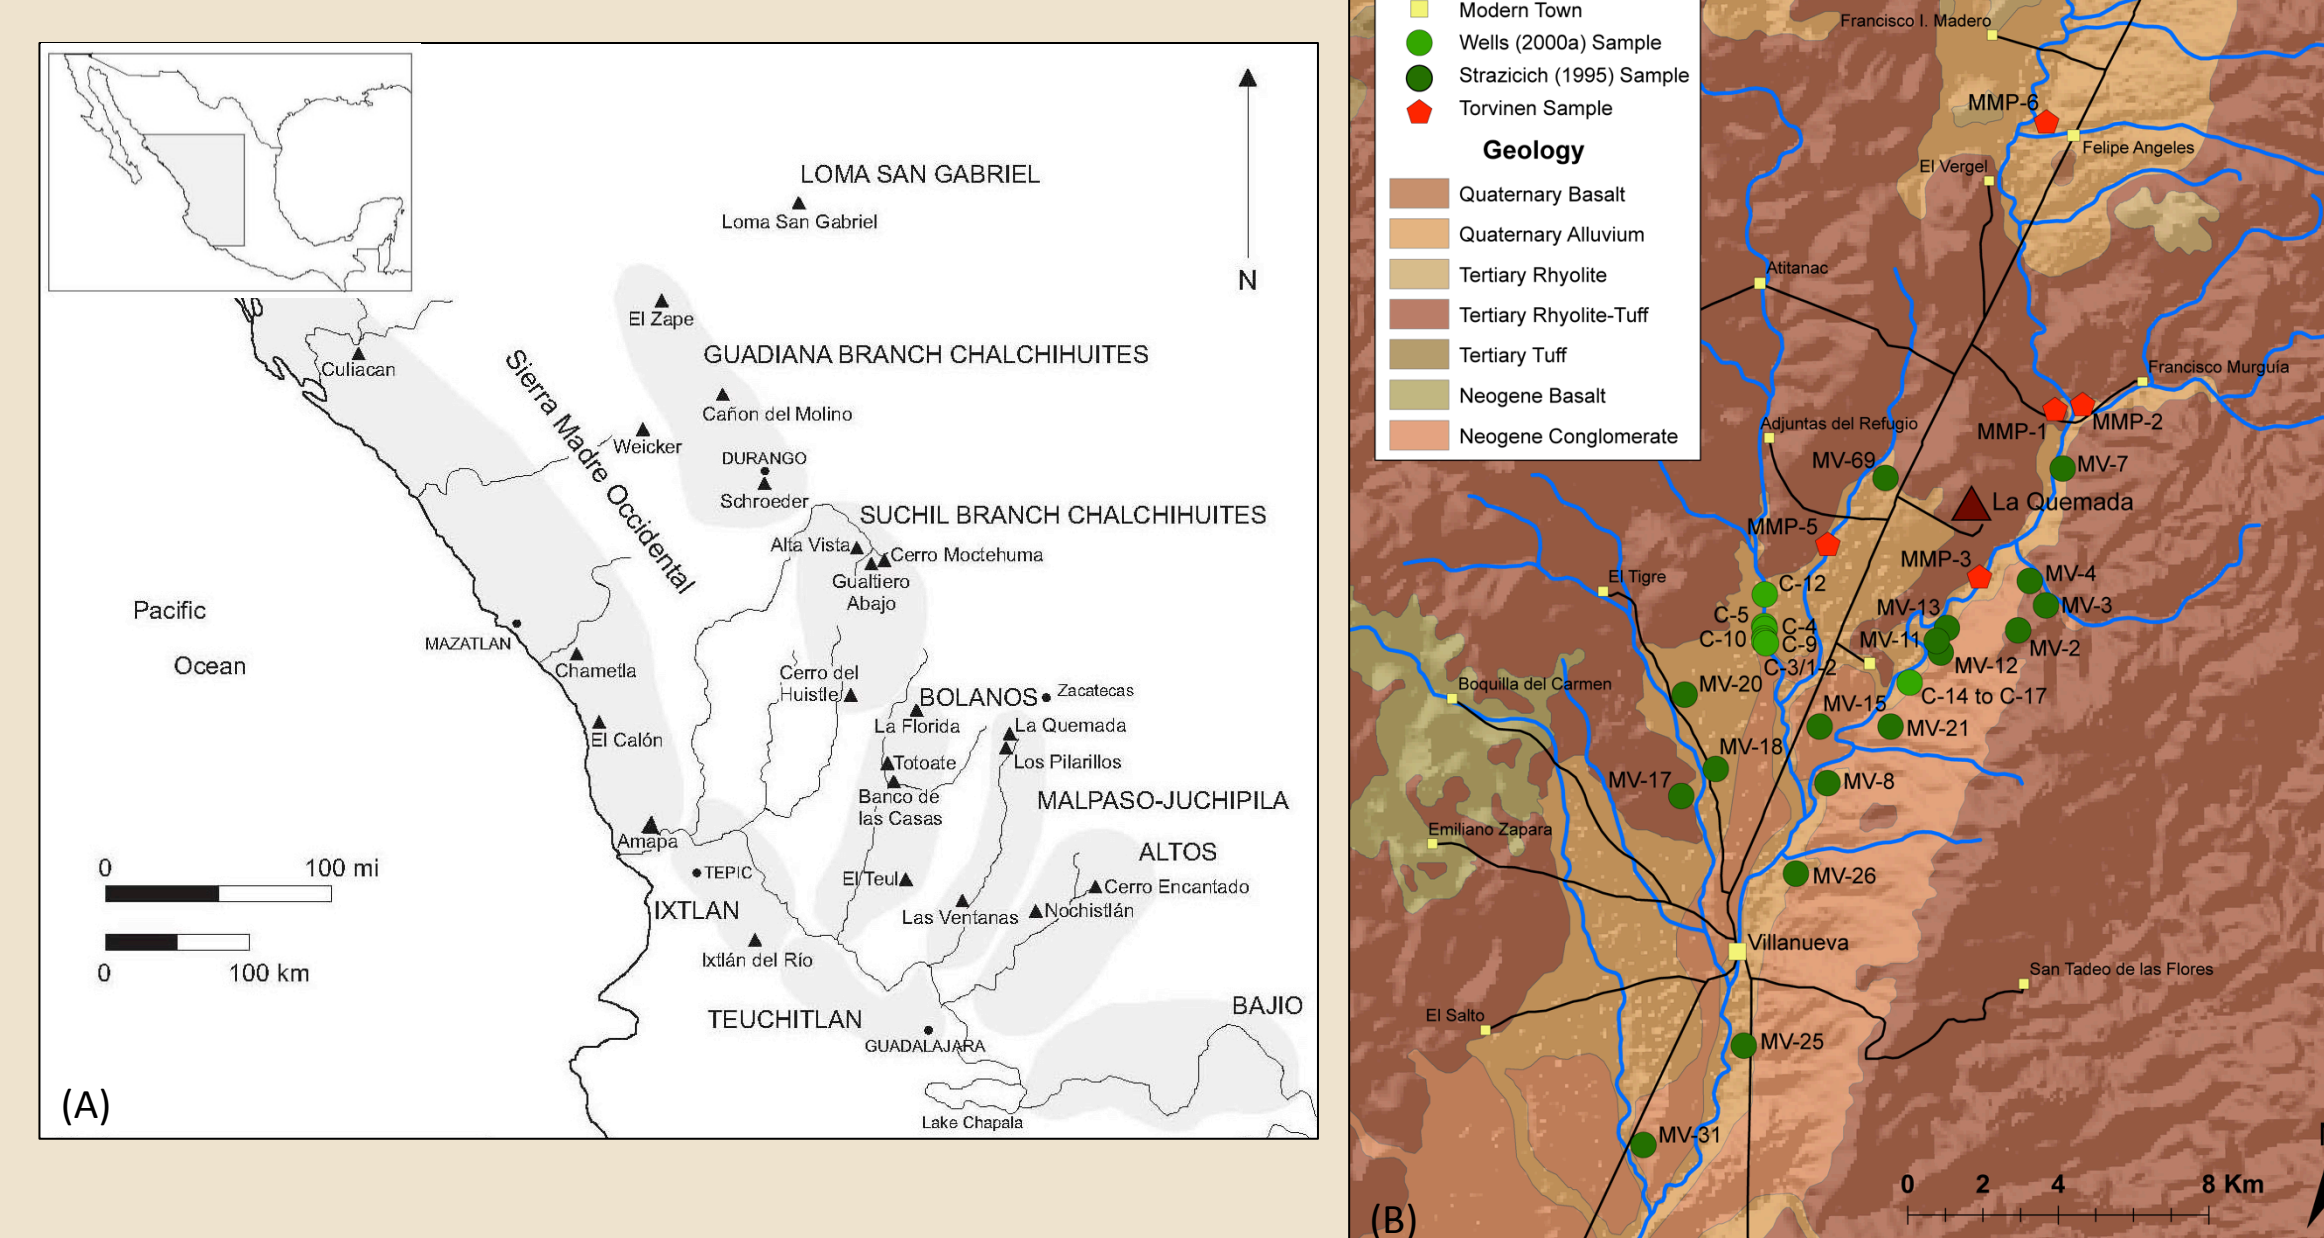 LOMA SAN GABRIEL
Loma San Gabriel
N
El Zape
GUADIANA BRANCH CHALCHIHUITES
Culiacan
Sierra Madre Occidental
Cañon del Molino
Weicker
DURANGO
Schroeder
SUCHIL BRANCH CHALCHIHUITES
Alta Vista
Cerro Moctehuma
Gualtiero
Abajo
Pacific
Ocean
MAZATLAN
Chametla
Cerro del
Huistle
BOLANOS
Zacatecas
La Florida
La Quemada
El Calón
Totoate
Los Pilarillos
Banco de
las Casas
MALPASO-JUCHIPILA
Amapa
ALTOS
0 100 mi
TEPIC
El Teul
Cerro Encantado
IXTLAN
Las Ventanas
Nochistlán
Ixtlán del Río
0 100 km
TEUCHITLAN
BAJIO
GUADALAJARA
Lake Chapala
(A)
Modern Town
Wells (2000a) Sample
Strazicich (1995) Sample
Torvinen Sample
Geology
Quaternary Basalt
Quaternary Alluvium
Tertiary Rhyolite
Tertiary Rhyolite-Tuff
Tertiary Tuff
Neogene Basalt
Neogene Conglomerate
Francisco I. Madero
MMP-6
Felipe Angeles
El Vergel
Atitanac
Francisco Murguía
MMP-1
MMP-2
Adjuntas del Refugio
MV-69
MV-7
La Quemada
MMP-5
MMP-3
El Tigre
C-12
MV-4
MV-3
C-5
C-4
MV-13
C-10
C-9
MV-11
MV-2
C-3/1-2
MV-12
Boquilla del Carmen
MV-20
C-14 to C-17
MV-15
MV-21
MV-18
MV-17
MV-8
Emiliano Zapara
MV-26
Villanueva
San Tadeo de las Flores
El Salto
MV-25
MV-31
0 2 4 8 Km
(B)